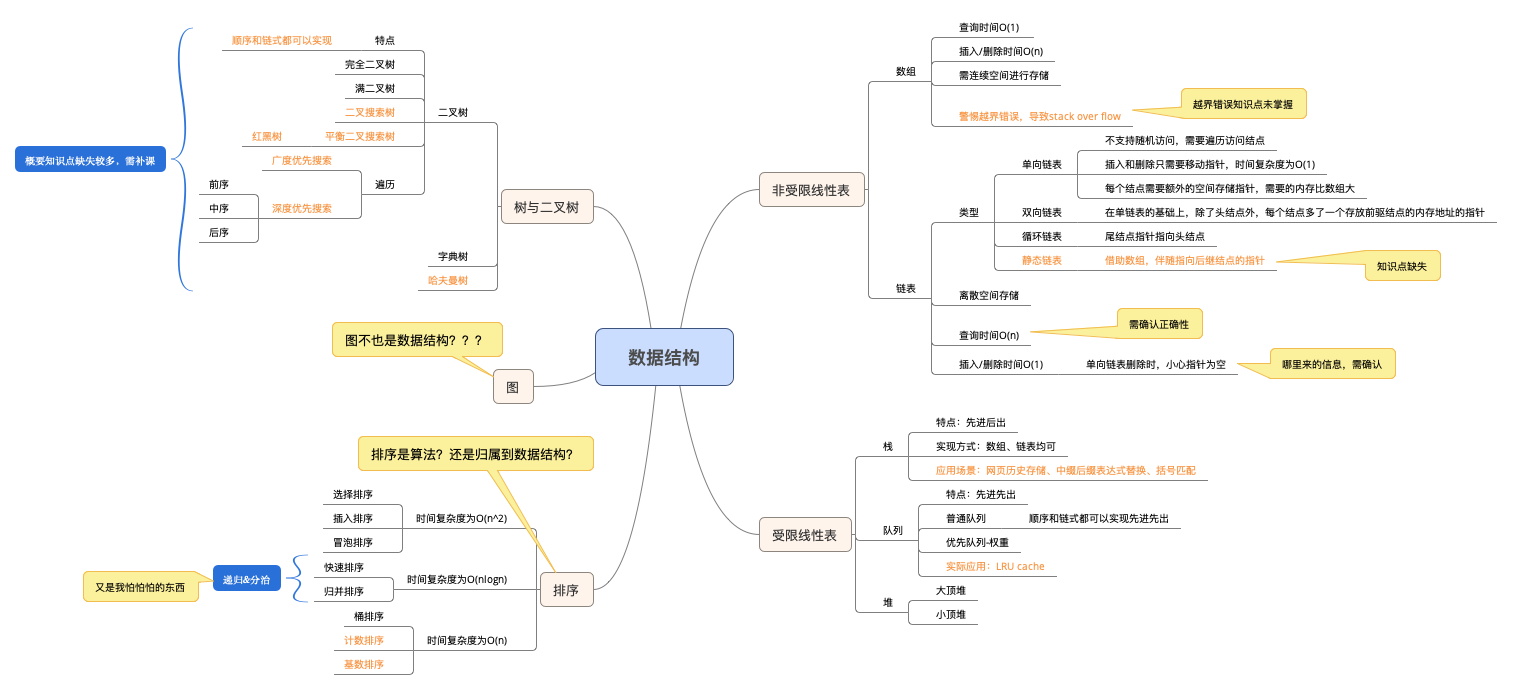 数据结构
非受限线性表
数组
查询时间O(1)
插入/删除时间O(n)
需连续空间进行存储
警惕越界错误，导致stack over flow
越界错误知识点未掌握
链表
类型
单向链表
不支持随机访问，需要遍历访问结点
插入和删除只需要移动指针，时间复杂度为O(1)
每个结点需要额外的空间存储指针，需要的内存比数组大
双向链表
在单链表的基础上，除了头结点外，每个结点多了一个存放前驱结点的内存地址的指针
循环链表
尾结点指针指向头结点
静态链表
借助数组，伴随指向后继结点的指针
知识点缺失
离散空间存储
查询时间O(n)
需确认正确性
插入/删除时间O(1)
单向链表删除时，小心指针为空
哪里来的信息，需确认
受限线性表
栈
特点：先进后出
实现方式：数组、链表均可
应用场景：网页历史存储、中缀后缀表达式替换、括号匹配
队列
特点：先进先出
普通队列
顺序和链式都可以实现先进先出
优先队列-权重
实际应用：LRU cache
堆
大顶堆
小顶堆
树与二叉树
二叉树
特点
顺序和链式都可以实现
完全二叉树
满二叉树
二叉搜索树
平衡二叉搜索树
红黑树
遍历
广度优先搜索
深度优先搜索
前序
中序
后序
字典树
哈夫曼树
概要知识点缺失较多，需补课
图
图不也是数据结构？？？
排序
排序是算法？还是归属到数据结构？
时间复杂度为O(n^2)
选择排序
插入排序
冒泡排序
时间复杂度为O(nlogn)
快速排序
归并排序
递归&分治
又是我怕怕怕的东西
时间复杂度为O(n)
桶排序
计数排序
基数排序